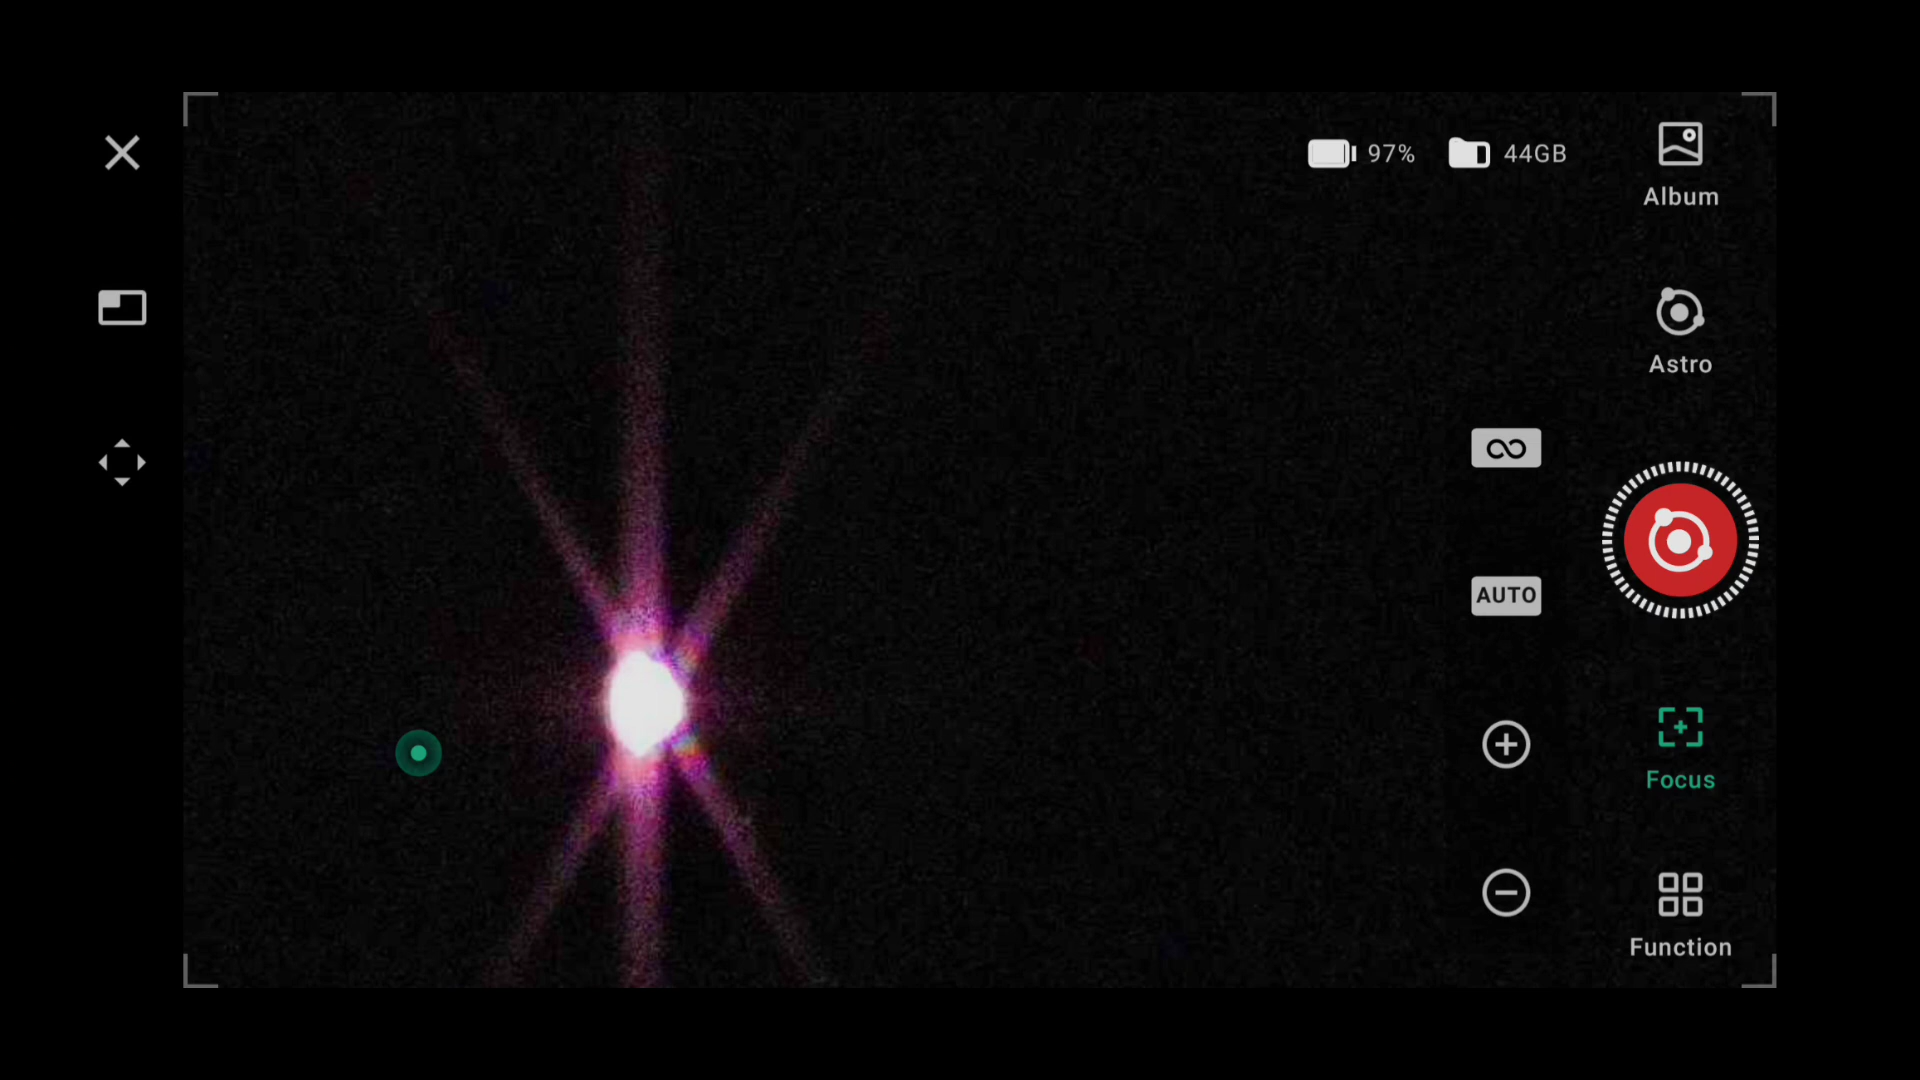 97% 44GB
Album
Astro
∞
AUTO
Focus
Function